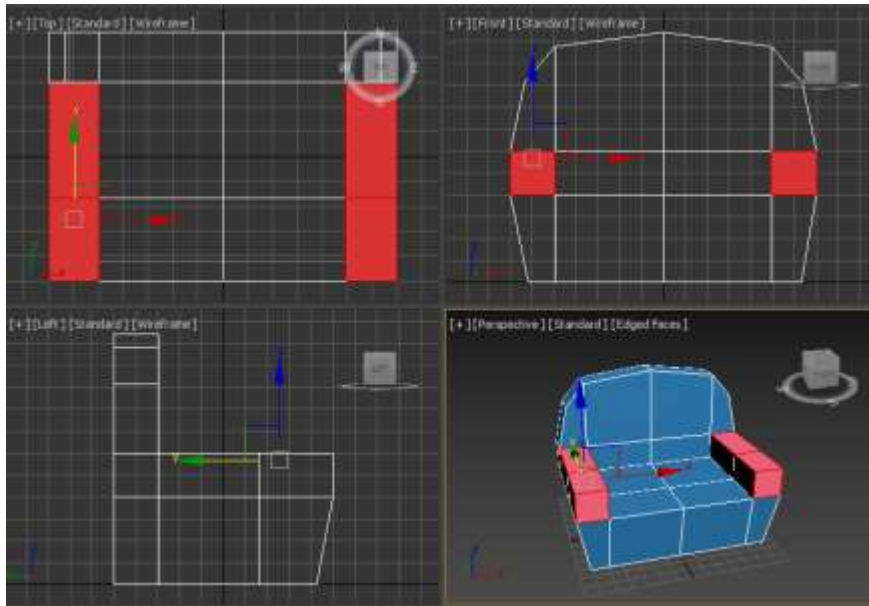 [+][Top][Standard][Wireframe]
[+][Front][Standard][Wireframe]
[+][Left][Standard][Wireframe]
[+][Perspective][Standard][Edged Faces]